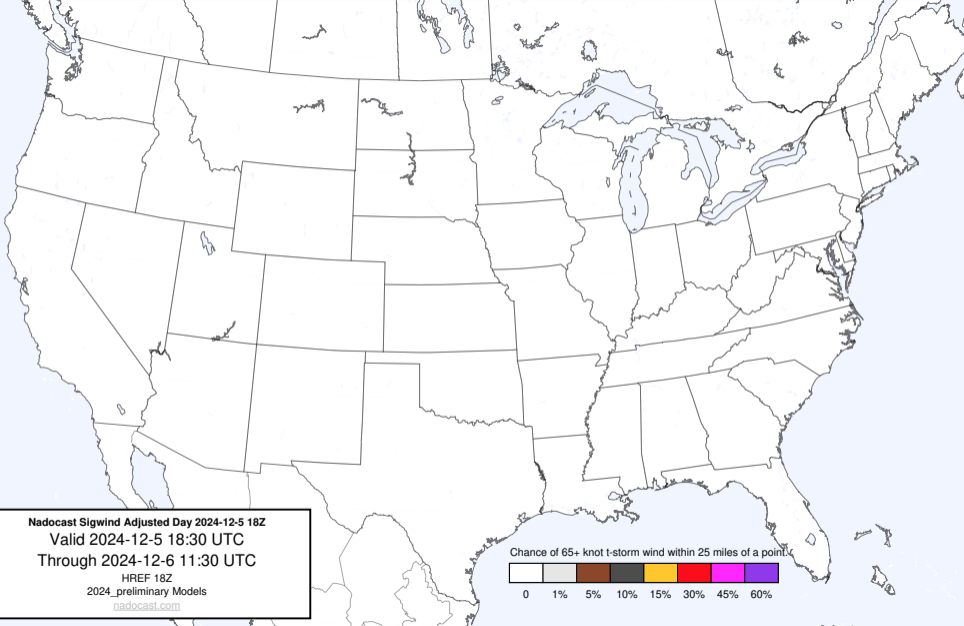 Nadocast Sigwind Adjusted Day 2024-12-5 18Z
Valid 2024-12-5 18:30 UTC
Through 2024-12-6 11:30 UTC
HREF 18Z
2024_preliminary Models
nadocast.com
Chance of 65+ knot t-storm wind within 25 miles of a point.
0 1% 5% 10% 15% 30% 45% 60%